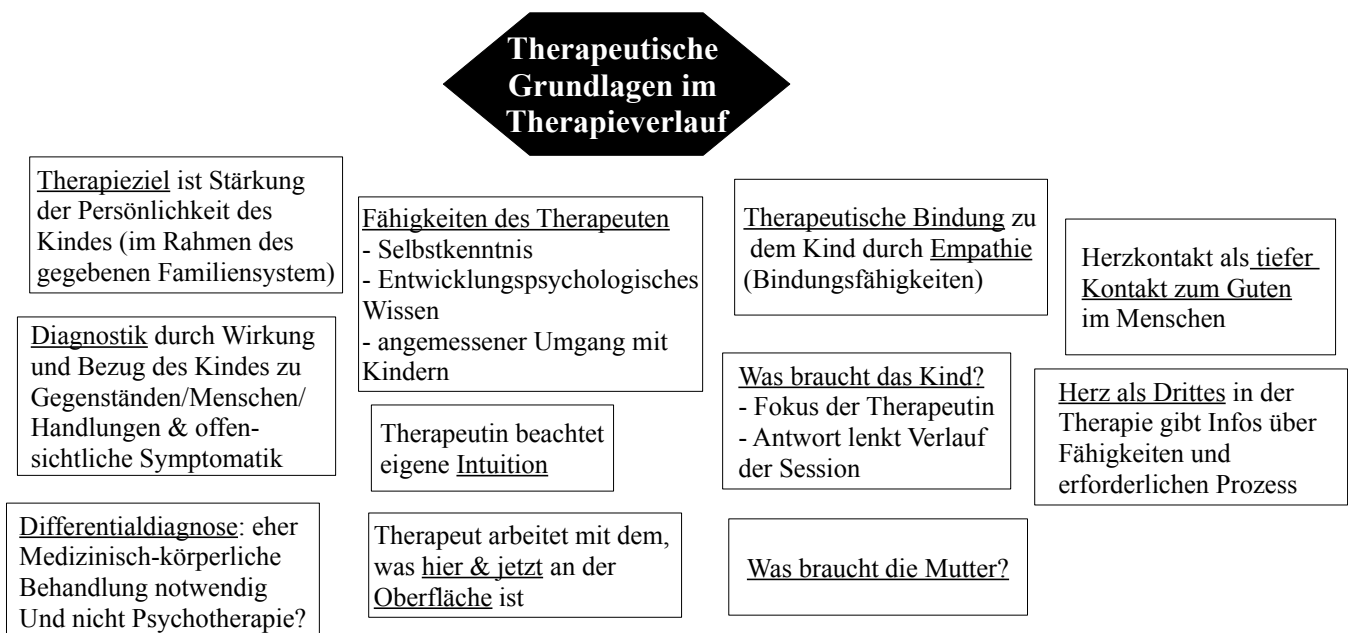 Therapeutische
Grundlagen im
Therapieverlauf
Therapieziel ist Stärkung
der Persönlichkeit des
Kindes (im Rahmen des
gegebenen Familiensystem)
Diagnostik durch Wirkung
und Bezug des Kindes zu
Gegenständen/Menschen/
Handlungen & offen-
sichtliche Symptomatik
Differentialdiagnose: eher
Medizinisch-körperliche
Behandlung notwendig
Und nicht Psychotherapie?
Fähigkeiten des Therapeuten
- Selbstkenntnis
- Entwicklungspsychologisches
Wissen
- angemessener Umgang mit
Kindern
Therapeutin beachtet
eigene Intuition
Therapeut arbeitet mit dem,
was hier & jetzt an der
Oberfläche ist
Therapeutische Bindung zu
dem Kind durch Empathie
(Bindungsfähigkeiten)
Was braucht das Kind?
- Fokus der Therapeutin
- Antwort lenkt Verlauf
der Session
Was braucht die Mutter?
Herzkontakt als tiefer
Kontakt zum Guten
im Menschen
Herz als Drittes in der
Therapie gibt Infos über
Fähigkeiten und
erforderlichen Prozess